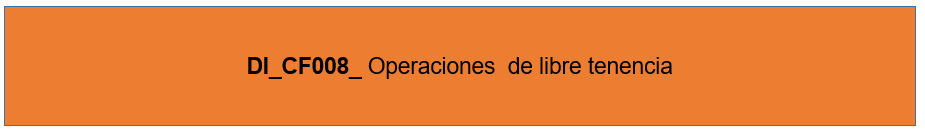 DI_CF008_ Operaciones  de libre tenencia